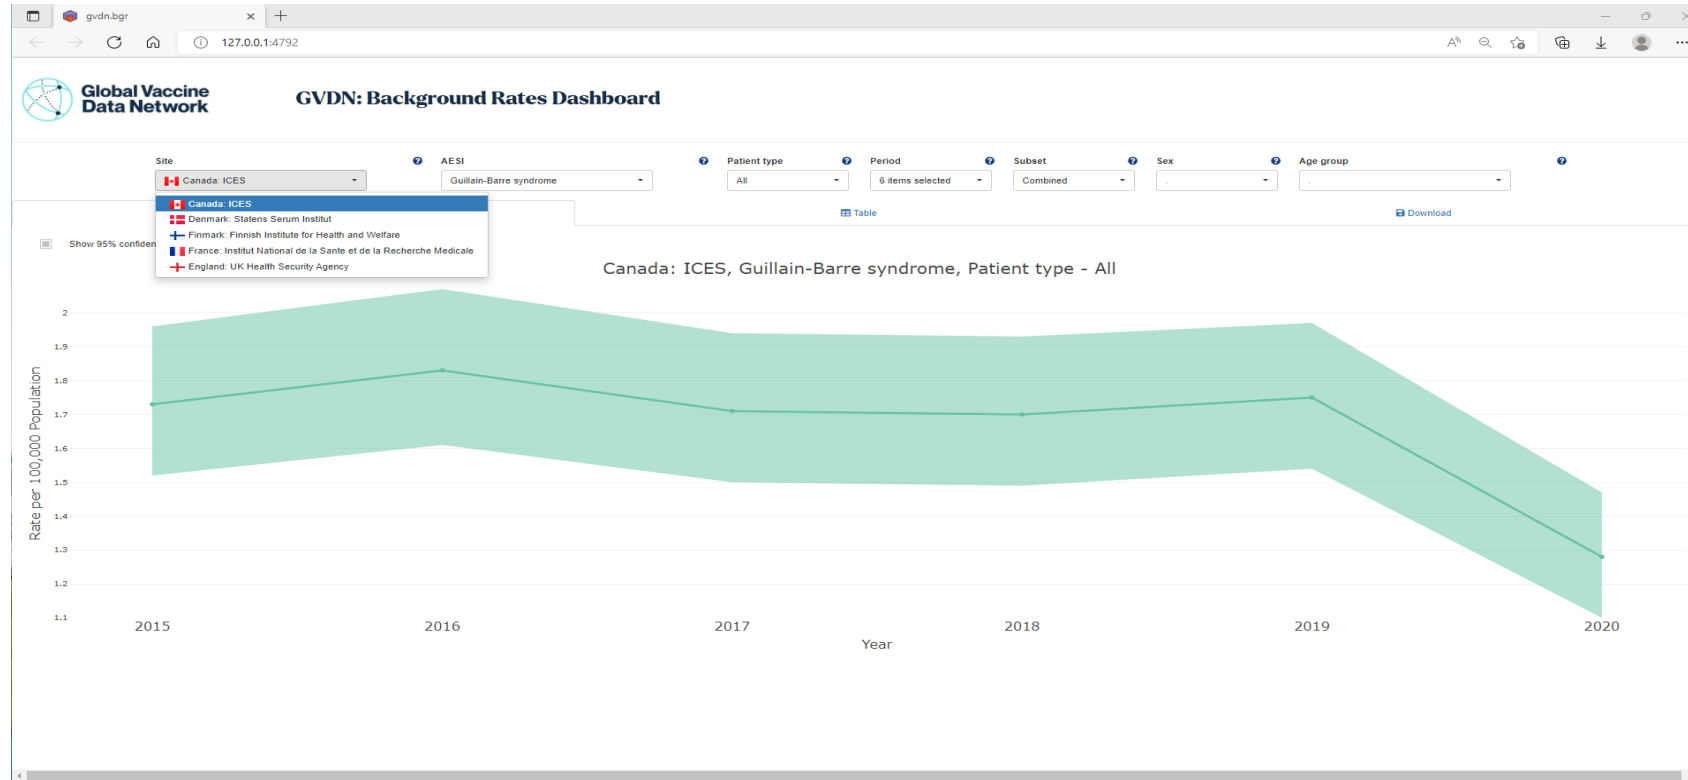 gvdn.bgr
127.0.0.1:4792
Global Vaccine
Data Network
GVDN: Background Rates Dashboard
Site
AESI
Patient type
Period
Subset
Sex
Age group
Canada: ICES
Guillain-Barre syndrome
All
6 items selected
Combined
.
.
Canada: ICES
Denmark: Statens Serum Institut
Finmark: Finnish Institute for Health and Welfare
France: Institut National de la Sante et de la Recherche Medicale
England: UK Health Security Agency
Table
Download
Show 95% confiden
Canada: ICES, Guillain-Barre syndrome, Patient type - All
Rate per 100,000 Population
2
1.9
1.8
1.7
1.6
1.5
1.4
1.3
1.2
1.1
2015
2016
2017
2018
2019
2020
Year